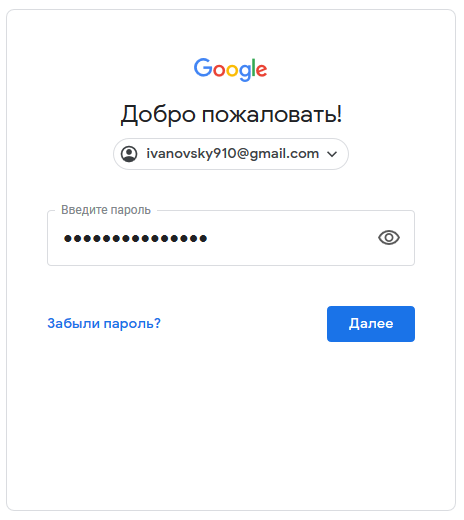 Google
Добро пожаловать!
ivanovsky910@gmail.com
Введите пароль
•••••••••••••••
Забыли пароль?
Далее